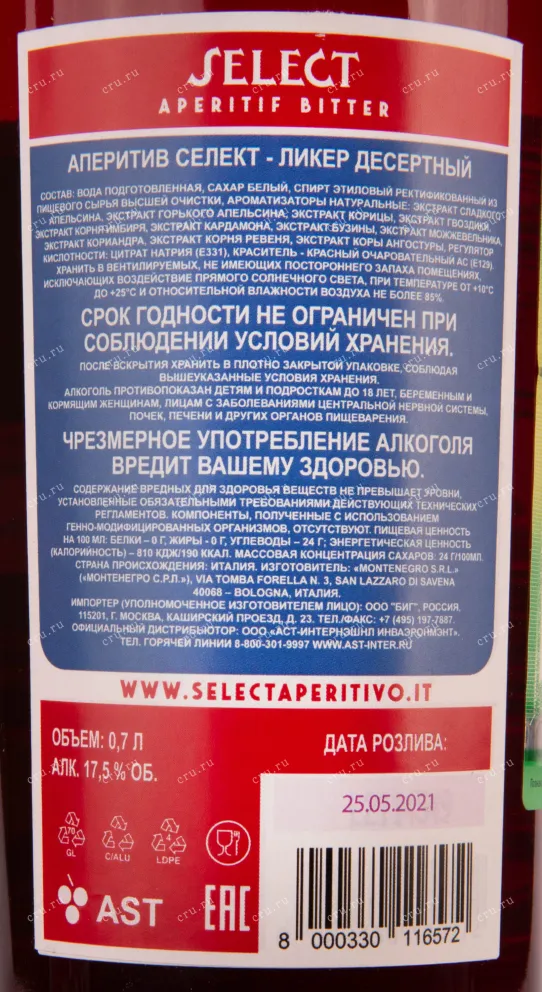 SELECT
APERITIF BITTER
АПЕРИТИВ СЕЛЕКТ - ЛИКЕР ДЕСЕРТНЫЙ
СОСТАВ: ВОДА ПОДГОТОВЛЕННАЯ, САХАР БЕЛЫЙ, СПИРТ ЭТИЛОВЫЙ РЕКТИФИКОВАННЫЙ ИЗ
ПИЩЕВОГО СЫРЬЯ ВЫСШЕЙ ОЧИСТКИ, АРОМАТИЗАТОРЫ НАТУРАЛЬНЫЕ: ЭКСТРАКТ СЛАДКОГО
АПЕЛЬСИНА, ЭКСТРАКТ ГОРЬКОГО АПЕЛЬСИНА, ЭКСТРАКТ КОРИЦЫ, ЭКСТРАКТ ГВОЗДИКИ,
ЭКСТРАКТ КОРНЯ ИМБИРЯ, ЭКСТРАКТ КАРДАМОНА, ЭКСТРАКТ БУЗИНЫ, ЭКСТРАКТ МОЖЖЕВЕЛЬНИКА,
ЭКСТРАКТ КОРИАНДРА, ЭКСТРАКТ КОРНЯ РЕВЕНЯ, ЭКСТРАКТ КОРЫ АНГОСТУРЫ, РЕГУЛЯТОР
КИСЛОТНОСТИ: ЦИТРАТ НАТРИЯ (Е331), КРАСИТЕЛЬ - КРАСНЫЙ ОЧАРОВАТЕЛЬНЫЙ АС (Е129).
ХРАНИТЬ В ВЕНТИЛИРУЕМЫХ, НЕ ИМЕЮЩИХ ПОСТОРОННЕГО ЗАПАХА ПОМЕЩЕНИЯХ,
ИСКЛЮЧАЮЩИХ ВОЗДЕЙСТВИЕ ПРЯМОГО СОЛНЕЧНОГО СВЕТА, ПРИ ТЕМПЕРАТУРЕ ОТ +10°С
ДО +25°С И ОТНОСИТЕЛЬНОЙ ВЛАЖНОСТИ ВОЗДУХА НЕ БОЛЕЕ 85%.
СРОК ГОДНОСТИ НЕ ОГРАНИЧЕН ПРИ
СОБЛЮДЕНИИ УСЛОВИЙ ХРАНЕНИЯ.
ПОСЛЕ ВСКРЫТИЯ ХРАНИТЬ В ПЛОТНО ЗАКРЫТОЙ УПАКОВКЕ, СОБЛЮДАЯ
ВЫШЕУКАЗАННЫЕ УСЛОВИЯ ХРАНЕНИЯ.
АЛКОГОЛЬ ПРОТИВОПОКАЗАН ДЕТЯМ И ПОДРОСТКАМ ДО 18 ЛЕТ, БЕРЕМЕННЫМ И
КОРМЯЩИМ ЖЕНЩИНАМ, ЛИЦАМ С ЗАБОЛЕВАНИЯМИ ЦЕНТРАЛЬНОЙ НЕРВНОЙ СИСТЕМЫ,
ПОЧЕК, ПЕЧЕНИ И ДРУГИХ ОРГАНОВ ПИЩЕВАРЕНИЯ.
ЧРЕЗМЕРНОЕ УПОТРЕБЛЕНИЕ АЛКОГОЛЯ
ВРЕДИТ ВАШЕМУ ЗДОРОВЬЮ.
СОДЕРЖАНИЕ ВРЕДНЫХ ДЛЯ ЗДОРОВЬЯ ВЕЩЕСТВ НЕ ПРЕВЫШАЕТ УРОВНИ,
УСТАНОВЛЕННЫЕ ОБЯЗАТЕЛЬНЫМИ ТРЕБОВАНИЯМИ ДЕЙСТВУЮЩИХ ТЕХНИЧЕСКИХ
РЕГЛАМЕНТОВ. КОМПОНЕНТЫ, ПОЛУЧЕННЫЕ С ИСПОЛЬЗОВАНИЕМ
ГЕННО-МОДИФИЦИРОВАННЫХ ОРГАНИЗМОВ, ОТСУТСТВУЮТ. ПИЩЕВАЯ ЦЕННОСТЬ
НА 100 МЛ: БЕЛКИ – 0 Г, ЖИРЫ - 0 Г, УГЛЕВОДЫ – 24 Г; ЭНЕРГЕТИЧЕСКАЯ ЦЕННОСТЬ
(КАЛОРИЙНОСТЬ) – 810 КДЖ/190 ККАЛ. МАССОВАЯ КОНЦЕНТРАЦИЯ САХАРОВ: 24 Г/100МЛ.
СТРАНА ПРОИСХОЖДЕНИЯ: ИТАЛИЯ. ИЗГОТОВИТЕЛЬ: «MONTENEGRO S.R.L.»
(«МОНТЕНЕГРО С.Р.Л.»), VIA TOMBA FORELLA N. 3, SAN LAZZARO DI SAVENA
40068 – BOLOGNA, ИТАЛИЯ.
ИМПОРТЕР (УПОЛНОМОЧЕННОЕ ИЗГОТОВИТЕЛЕМ ЛИЦО): ООО "БИГ", РОССИЯ,
115201, Г. МОСКВА, КАШИРСКИЙ ПРОЕЗД, Д. 23. ТЕЛ./ФАКС: +7 (495) 197-7887.
ОФИЦИАЛЬНЫЙ ДИСТРИБЬЮТОР: ООО «АСТ-ИНТЕРНЭШНЛ ИНВАЭРОЙМЭНТ».
ТЕЛ. ГОРЯЧЕЙ ЛИНИИ 8-800-301-9997 WWW.AST-INTER.RU
WWW.SELECTAPERITIVO.IT
ОБЪЕМ: 0,7 Л
АЛК. 17,5 % ОБ.
ДАТА РОЗЛИВА:
25.05.2021
GL
C/ALU
4
LDPE
AST
EAC
8 000330 116572
cru.ru